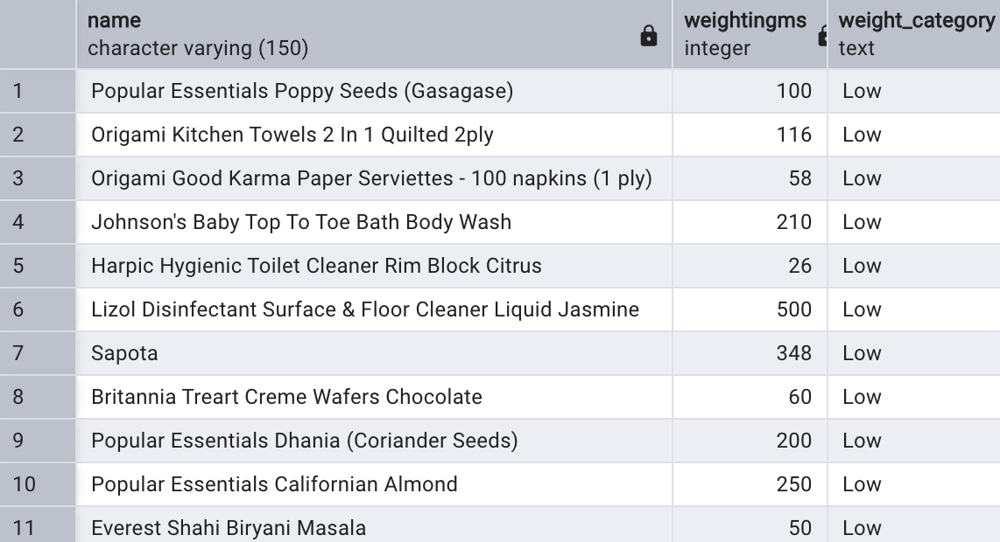 name weightingms weight_category
character varying (150) integer text
1 Popular Essentials Poppy Seeds (Gasagase) 100 Low
2 Origami Kitchen Towels 2 In 1 Quilted 2ply 116 Low
3 Origami Good Karma Paper Serviettes - 100 napkins (1 ply) 58 Low
4 Johnson's Baby Top To Toe Bath Body Wash 210 Low
5 Harpic Hygienic Toilet Cleaner Rim Block Citrus 26 Low
6 Lizol Disinfectant Surface & Floor Cleaner Liquid Jasmine 500 Low
7 Sapota 348 Low
8 Britannia Treart Creme Wafers Chocolate 60 Low
9 Popular Essentials Dhania (Coriander Seeds) 200 Low
10 Popular Essentials Californian Almond 250 Low
11 Everest Shahi Biryani Masala 50 Low